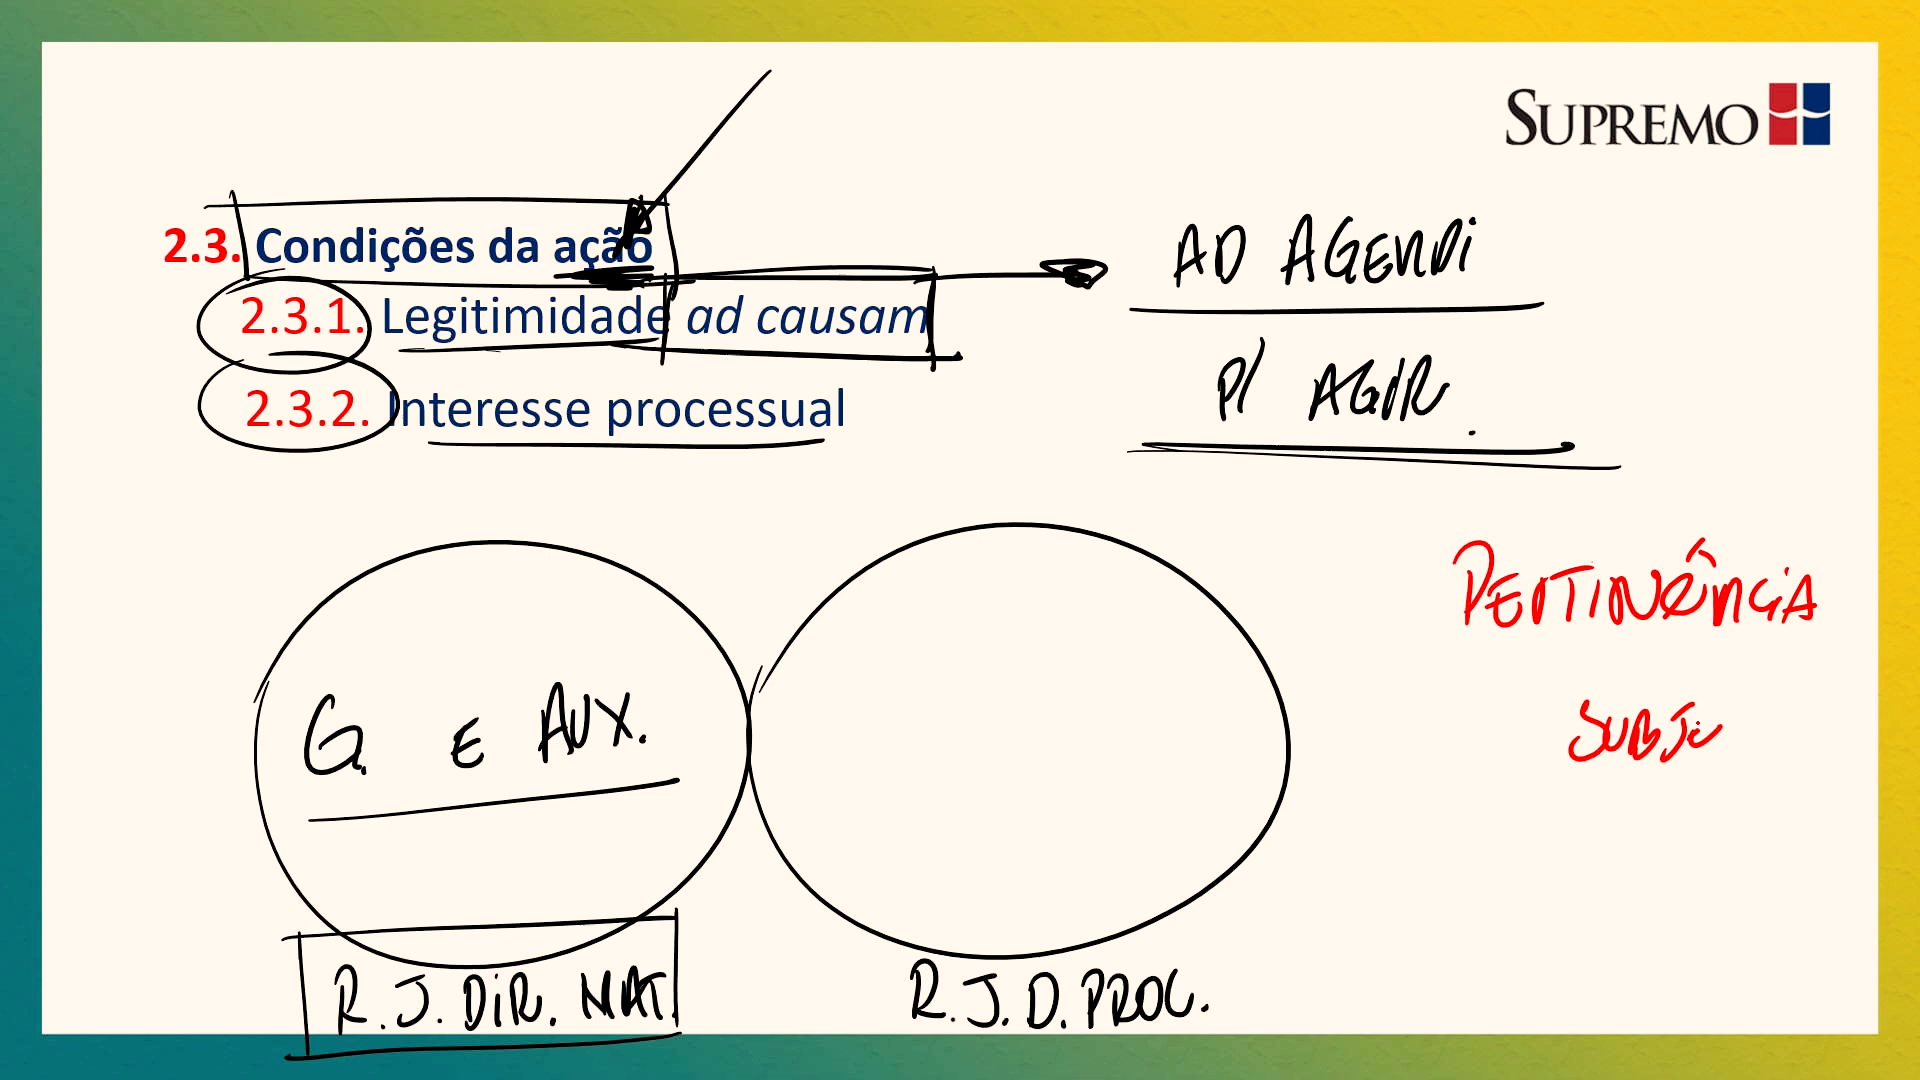 SUPREMO
2.3. Condições da ação
2.3.1. Legitimidade ad causam
2.3.2. Interesse processual
AD AGENDI
P/ AGIR.
PERTINÊNCIA
SUBJ
G. E AUX.
R. J. DIR. MAT.
R. J. D. PROC.